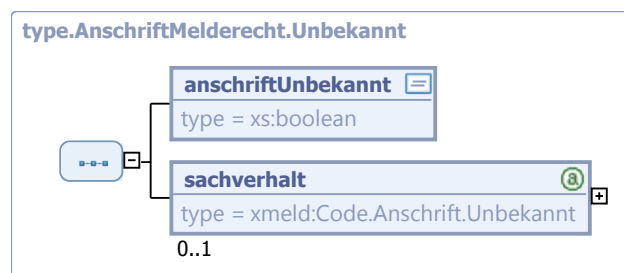 type.AnschriftMelderecht.Unbekannt
anschriftUnbekannt
type = xs:boolean
sachverhalt
type = xmeld:Code.Anschrift.Unbekannt
0..1